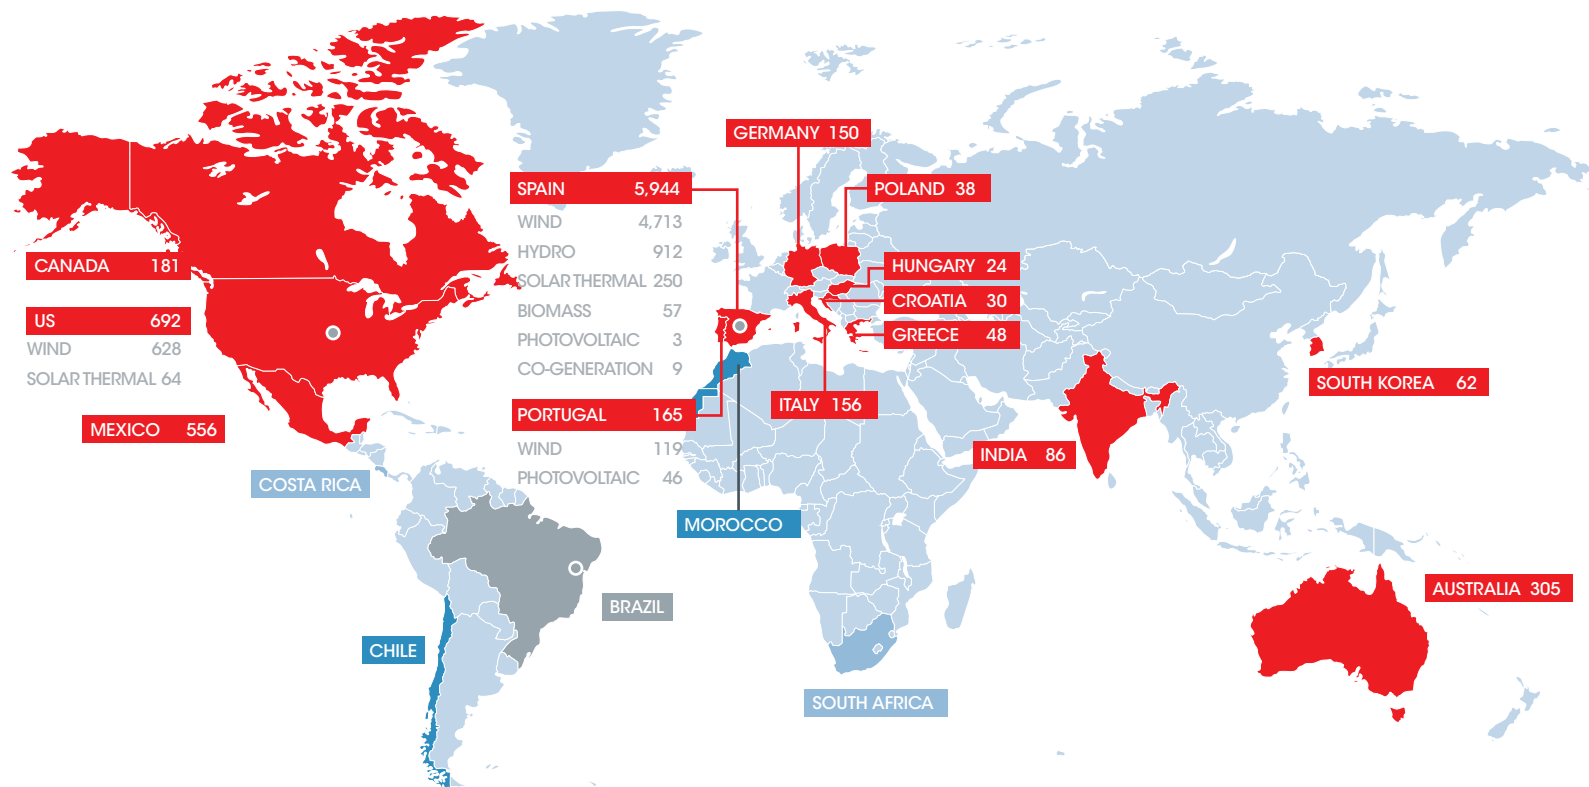 GERMANY 150
POLAND 38
SPAIN 5,944
WIND 4,713
HYDRO 912
SOLAR THERMAL 250
BIOMASS 57
PHOTOVOLTAIC 3
CO-GENERATION 9
CANADA 181
US 692
WIND 628
SOLAR THERMAL 64
MEXICO 556
HUNGARY 24
CROATIA 30
GREECE 48
ITALY 156
PORTUGAL 165
WIND 119
PHOTOVOLTAIC 46
SOUTH KOREA 62
INDIA 86
COSTA RICA
MOROCCO
AUSTRALIA 305
BRAZIL
CHILE
SOUTH AFRICA